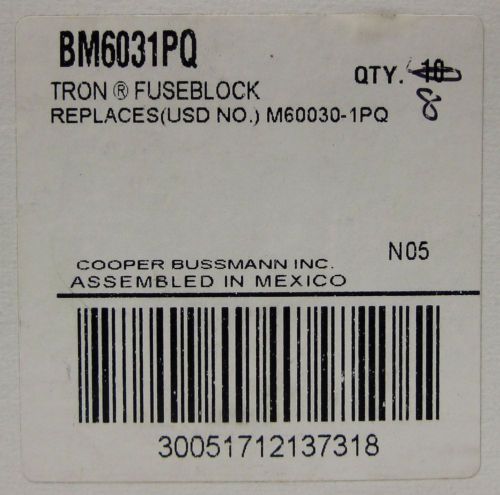 BM6031PQ
TRON ® FUSEBLOCK QTY. 10
8
REPLACES(USD NO.) M60030-1PQ
N05
COOPER BUSSMANN INC.
ASSEMBLED IN MEXICO
30051712137318